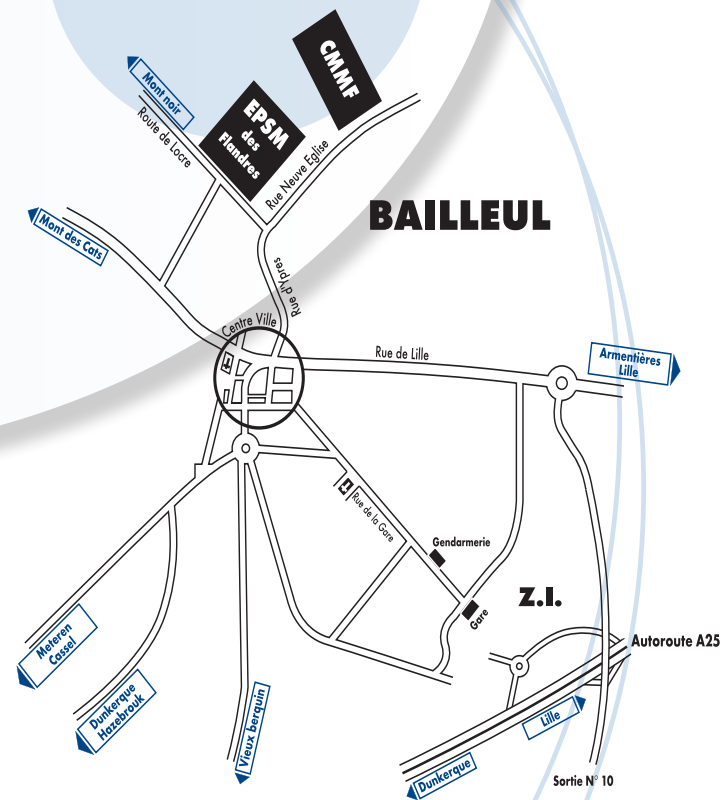 CMMF
Mont noir
EPSM
des
Flandres
Route de Locre
Rue Neuve Eglise
BAILLEUL
Mont des Cats
Rue d'Ypres
Centre Ville
Rue de Lille
Armentières
Lille
Rue de la Gare
Gendarmerie
Z.I.
Gare
Autoroute A25
Meteren
Cassel
Dunkerque
Hazebrouk
Vieux berquin
Lille
Dunkerque
Sortie N° 10